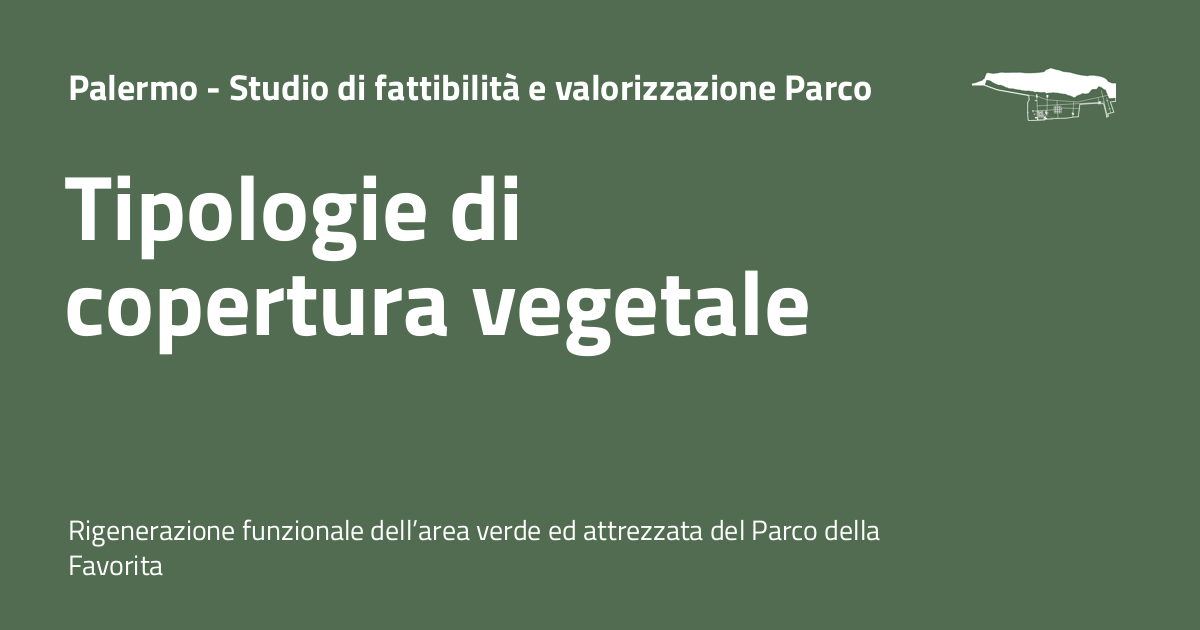 Palermo - Studio di fattibilità e valorizzazione Parco
Tipologie di
copertura vegetale
Rigenerazione funzionale dell’area verde ed attrezzata del Parco della
Favorita